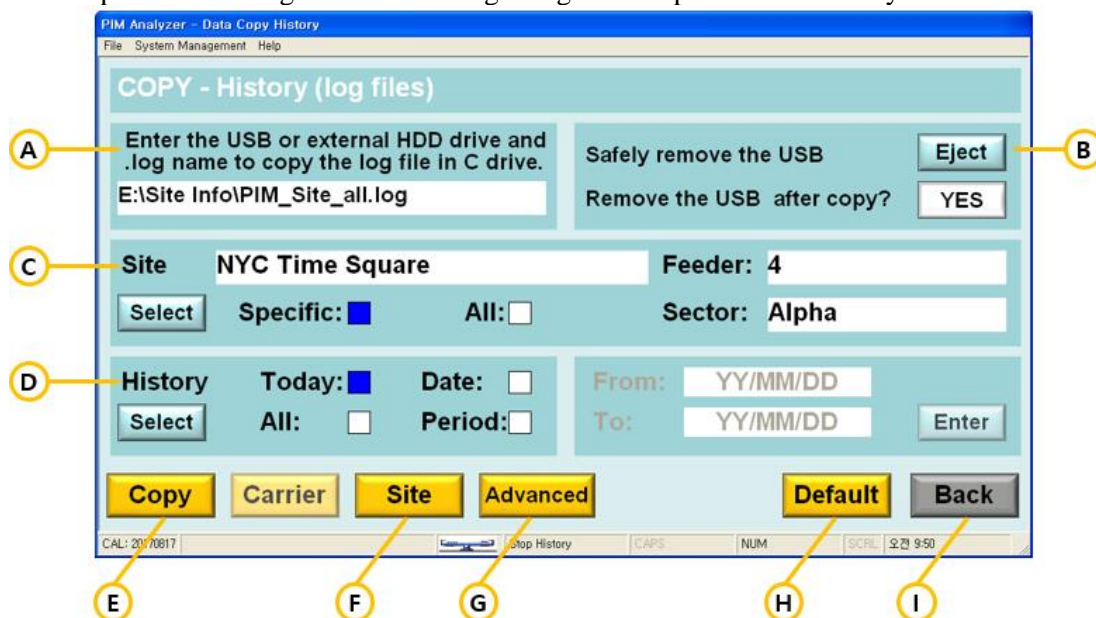 PIM Analyzer – Data Copy History
File System Management Help
COPY - History (log files)
A
Enter the USB or external HDD drive and
.log name to copy the log file in C drive.
E:\Site Info\PIM_Site_all.log
Safely remove the USB Eject
B
Remove the USB after copy? YES
C
Site NYC Time Square Feeder: 4
Select Specific: All: Sector: Alpha
D
History Today: Date: From: YY/MM/DD
Select All: Period: To: YY/MM/DD Enter
Copy Carrier Site Advanced Default Back
CAL: 20170817 Stop History CAPS NUM SCRL 오전 9:50
E F G H I